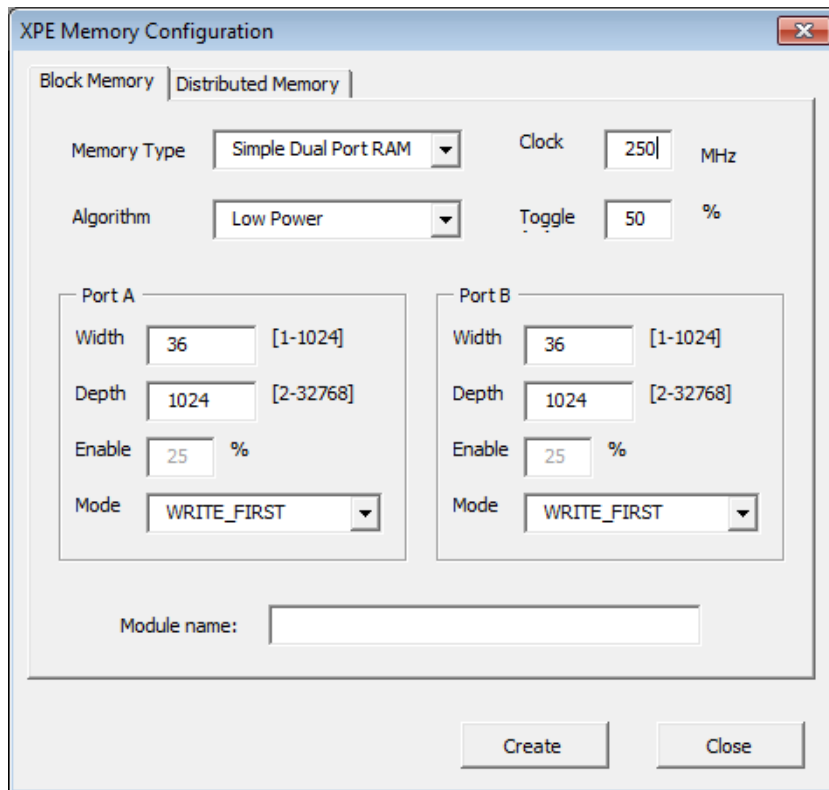 XPE Memory Configuration
Block Memory Distributed Memory
Memory Type Simple Dual Port RAM Clock 250 MHz
Algorithm Low Power Toggle 50 %
Port A
Width 36 [1-1024]
Depth 1024 [2-32768]
Enable 25 %
Mode WRITE_FIRST
Port B
Width 36 [1-1024]
Depth 1024 [2-32768]
Enable 25 %
Mode WRITE_FIRST
Module name:
Create Close